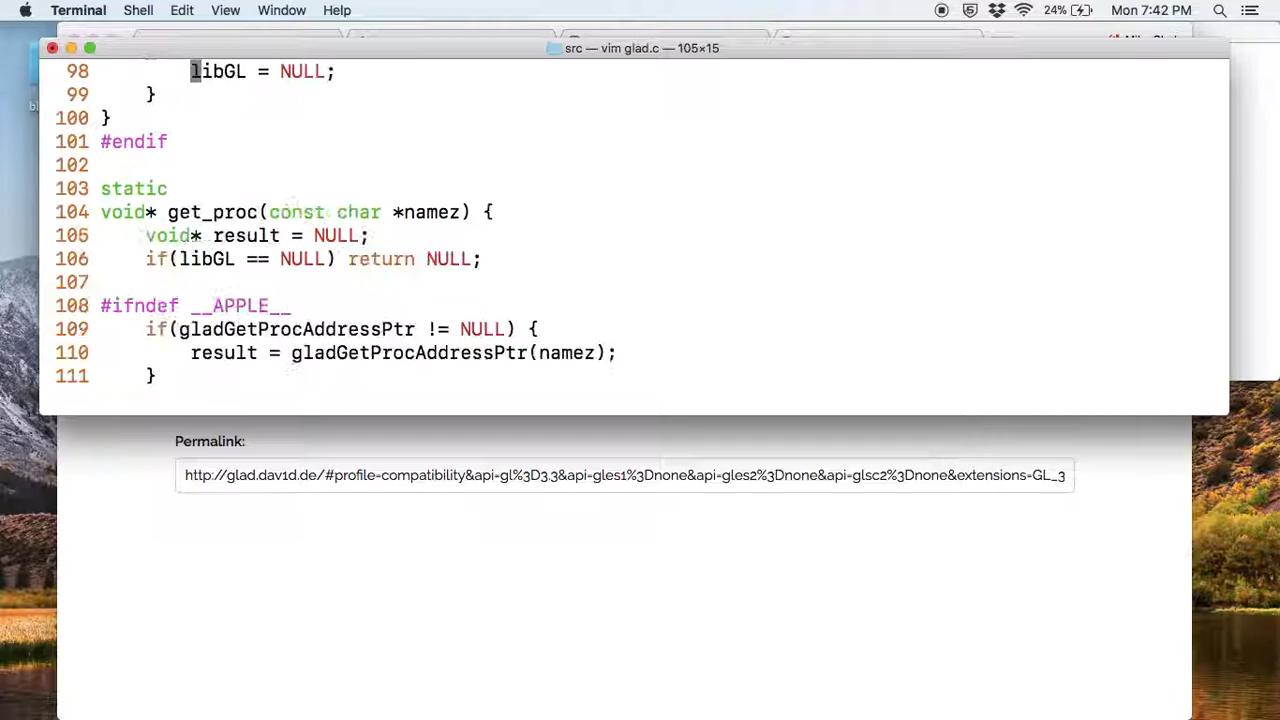 Terminal Shell Edit View Window Help 24% Mon 7:42 PM
src — vim glad.c — 105×15
98 libGL = NULL;
99 }
100 }
101 #endif
102
103 static
104 void* get_proc(const char *namez) {
105 void* result = NULL;
106 if(libGL == NULL) return NULL;
107
108 #ifndef __APPLE__
109 if(gladGetProcAddressPtr != NULL) {
110 result = gladGetProcAddressPtr(namez);
111 }
Permalink:
http://glad.dav1d.de/#profile=compatibility&api=gl%3D3.3&api=gles1%3Dnone&api=gles2%3Dnone&api=glsc2%3Dnone&extensions=GL_3